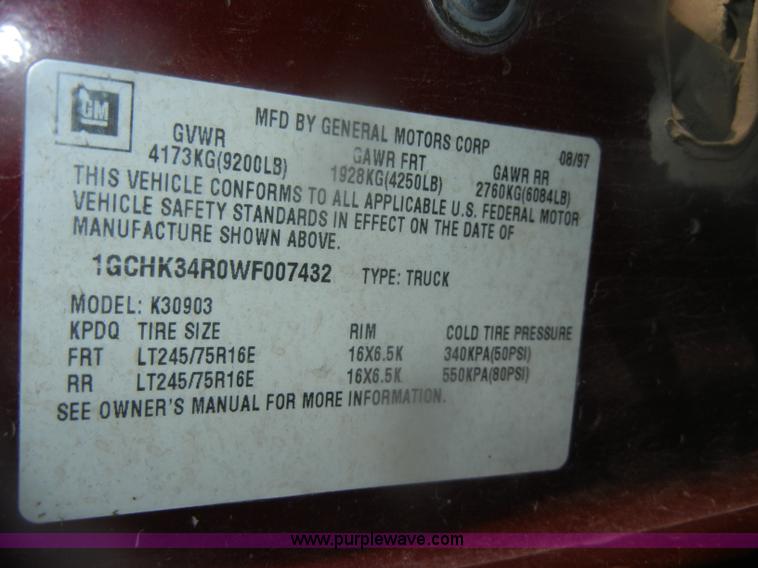 GM
MFD BY GENERAL MOTORS CORP 08/97
GVWR GAWR FRT GAWR RR
4173KG(9200LB) 1928KG(4250LB) 2760KG(6084LB)
THIS VEHICLE CONFORMS TO ALL APPLICABLE U.S. FEDERAL MOTOR
VEHICLE SAFETY STANDARDS IN EFFECT ON THE DATE OF
MANUFACTURE SHOWN ABOVE.
1GCHK34R0WF007432 TYPE: TRUCK
MODEL: K30903
KPDQ TIRE SIZE RIM COLD TIRE PRESSURE
FRT LT245/75R16E 16X6.5K 340KPA(50PSI)
RR LT245/75R16E 16X6.5K 550KPA(80PSI)
SEE OWNER'S MANUAL FOR MORE INFORMATION.
www.purplewave.com